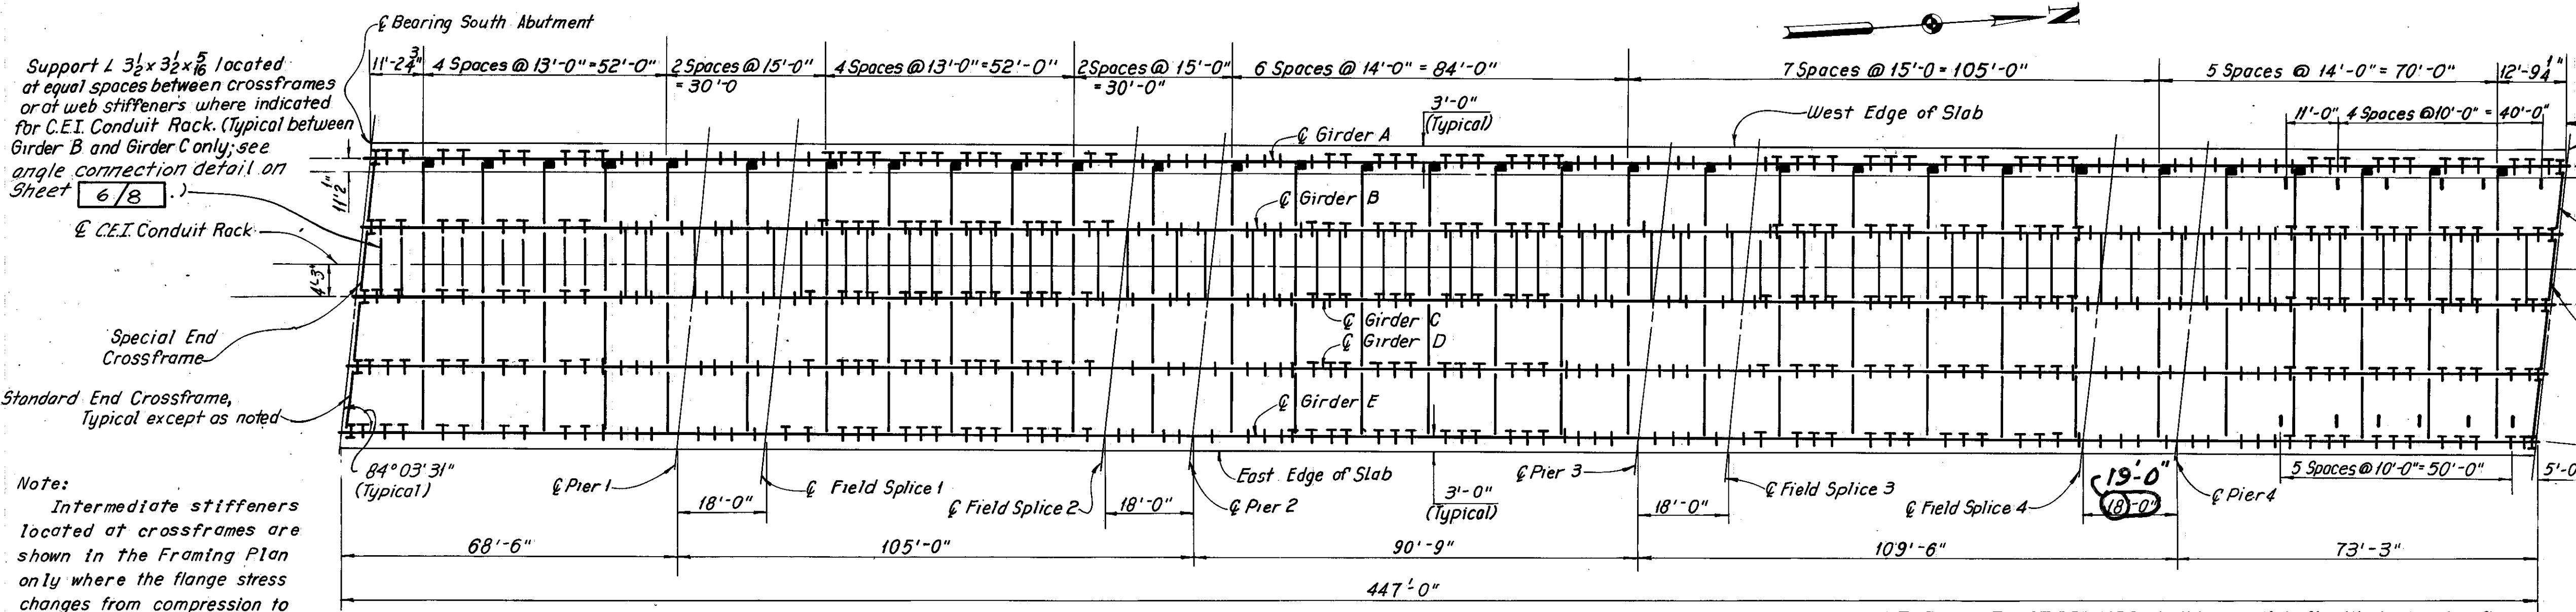 ℄ Bearing South Abutment
N
Support L 3½ x 3½ x 5/16 located
at equal spaces between crossframes
or at web stiffeners where indicated
for C.E.I. Conduit Rack. (Typical between
Girder B and Girder C only; see
angle connection detail on
Sheet 6/8 .)
11'-2¾"
4 Spaces @ 13'-0" = 52'-0"
2 Spaces @ 15'-0"
= 30'-0
4 Spaces @ 13'-0" = 52'-0"
2 Spaces @ 15'-0"
= 30'-0"
6 Spaces @ 14'-0" = 84'-0"
7 Spaces @ 15'-0 = 105'-0"
5 Spaces @ 14'-0" = 70'-0"
12'-9¼"
3'-0"
(Typical)
West Edge of Slab
11'-0"
4 Spaces @ 10'-0" = 40'-0"
℄ Girder A
11'-1½"
℄ Girder B
℄ C.E.I. Conduit Rack
4'-3"
Special End
Crossframe
℄ Girder C
℄ Girder D
Standard End Crossframe,
Typical except as noted
℄ Girder E
84°03'31"
(Typical)
℄ Pier 1
18'-0"
℄ Field Splice 1
℄ Field Splice 2
18'-0"
East Edge of Slab
℄ Pier 2
3'-0"
(Typical)
℄ Pier 3
18'-0"
℄ Field Splice 3
℄ Field Splice 4
19'-0"
18'-0"
℄ Pier 4
5 Spaces @ 10'-0" = 50'-0"
5'-0
68'-6"
105'-0"
90'-9"
109'-6"
73'-3"
447'-0"
Note:
Intermediate stiffeners
located at crossframes are
shown in the Framing Plan
only where the flange stress
changes from compression to